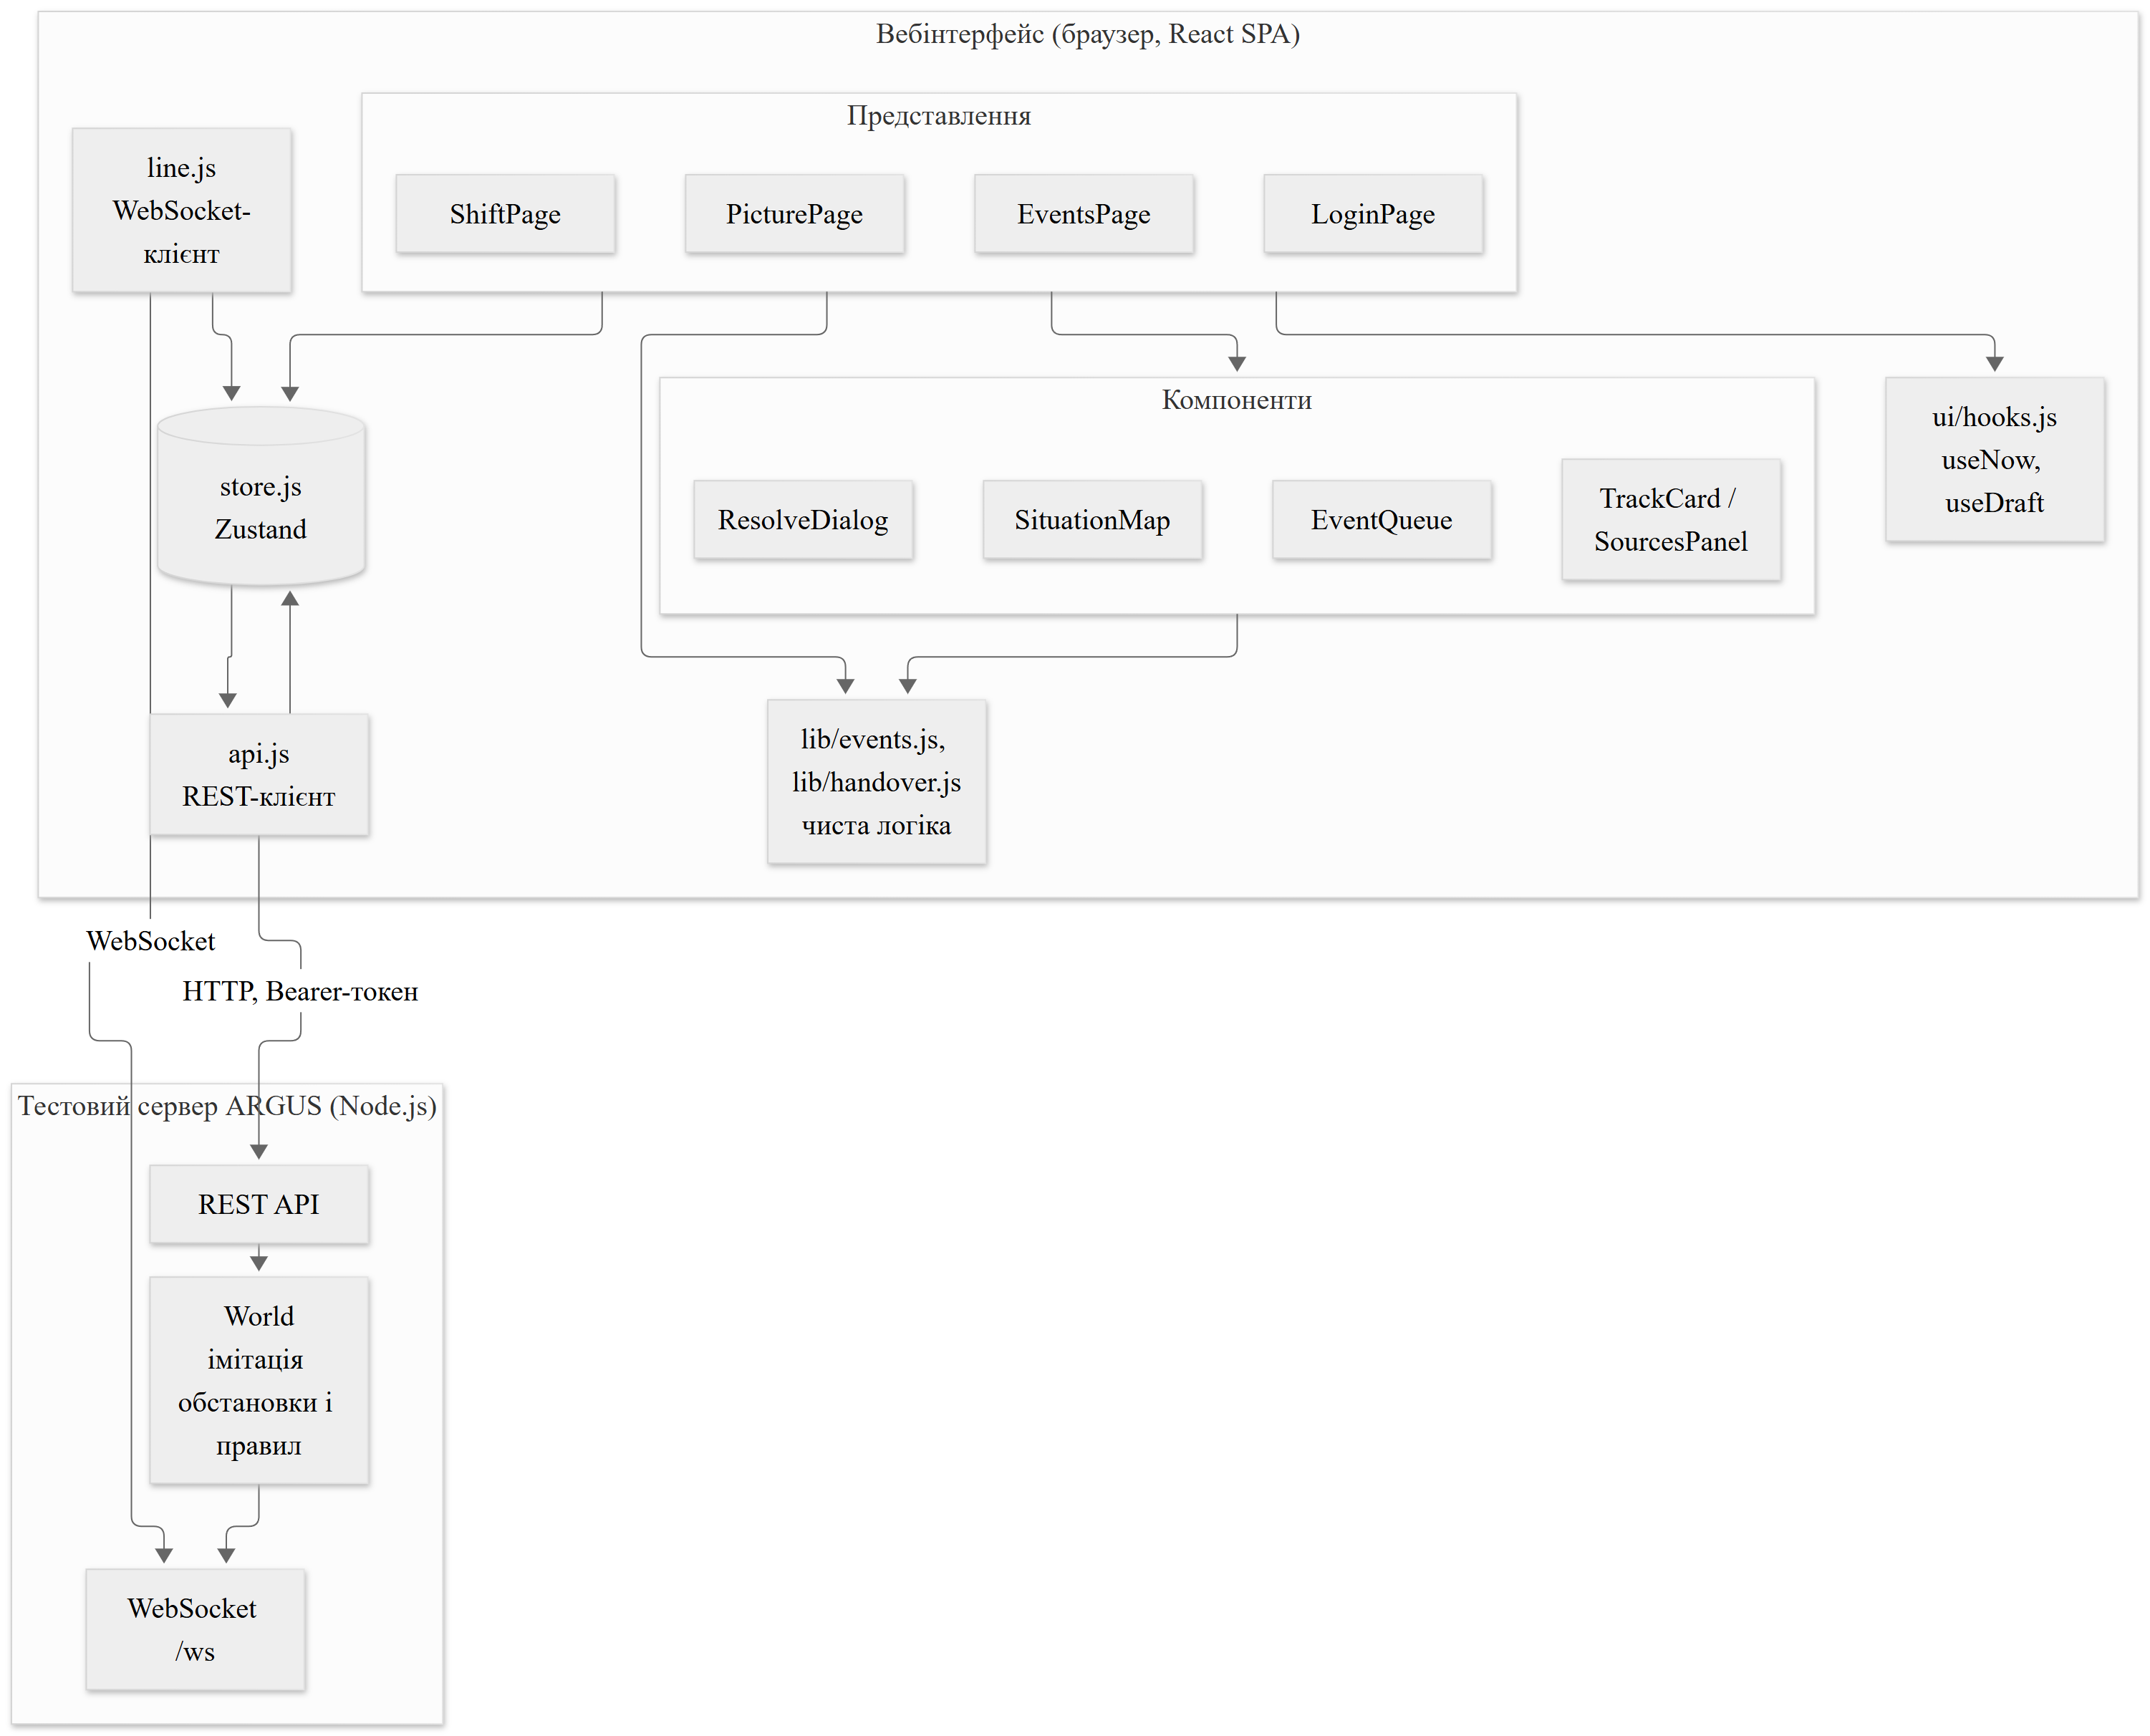 Вебінтерфейс (браузер, React SPA)
Представлення
line.js
WebSocket-
клієнт
ShiftPage
PicturePage
EventsPage
LoginPage
Компоненти
store.js
Zustand
ResolveDialog
SituationMap
EventQueue
TrackCard /
SourcesPanel
ui/hooks.js
useNow,
useDraft
api.js
REST-клієнт
lib/events.js,
lib/handover.js
чиста логіка
WebSocket
HTTP, Bearer-токен
Тестовий сервер ARGUS (Node.js)
REST API
World
імітація
обстановки і
правил
WebSocket
/ws